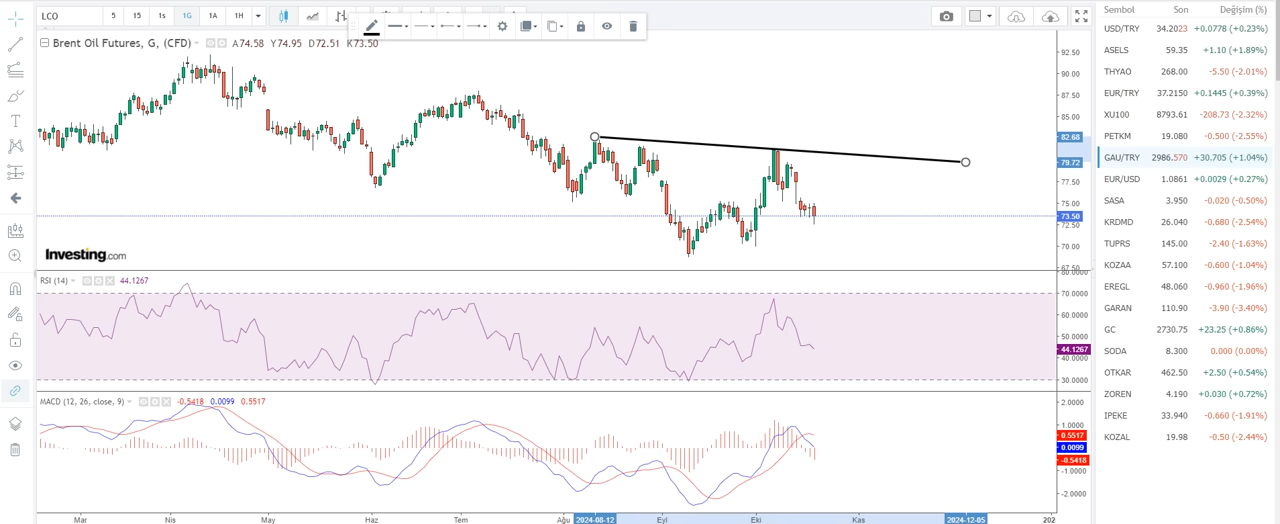 LCO 5 15 1s 1G 1A 1H
Brent Oil Futures, G, (CFD) A74.58 Y74.95 D72.51 K73.50
92.50
90.00
87.50
85.00
82.68
79.72
77.50
75.00
73.50
72.50
70.00
67.50
Investing.com
RSI (14) 44.1267
80.0000
70.0000
60.0000
50.0000
44.1267
30.0000
MACD (12, 26, close, 9) -0.5418 0.0099 0.5517
2.0000
1.0000
0.5517
0.0099
-0.5418
-1.0000
-2.0000
Mar Nis May Haz Tem Ağu 2024-08-12 Eyl Eki Kas 2024-12-05 202
Sembol Son Değişim (%)
USD/TRY 34.2023 +0.0778 (+0.23%)
ASELS 59.35 +1.10 (+1.89%)
THYAO 268.00 -5.50 (-2.01%)
EUR/TRY 37.2150 +0.1445 (+0.39%)
XU100 8793.61 -208.73 (-2.32%)
PETKM 19.080 -0.500 (-2.55%)
GAU/TRY 2986.570 +30.705 (+1.04%)
EUR/USD 1.0861 +0.0029 (+0.27%)
SASA 3.950 -0.020 (-0.50%)
KRDMD 26.040 -0.680 (-2.54%)
TUPRS 145.00 -2.40 (-1.63%)
KOZAA 57.100 -0.600 (-1.04%)
EREGL 48.060 -0.960 (-1.96%)
GARAN 110.90 -3.90 (-3.40%)
GC 2730.75 +23.25 (+0.86%)
SODA 8.300 0.000 (0.00%)
OTKAR 462.50 +2.50 (+0.54%)
ZOREN 4.190 +0.030 (+0.72%)
IPEKE 33.940 -0.660 (-1.91%)
KOZAL 19.98 -0.50 (-2.44%)